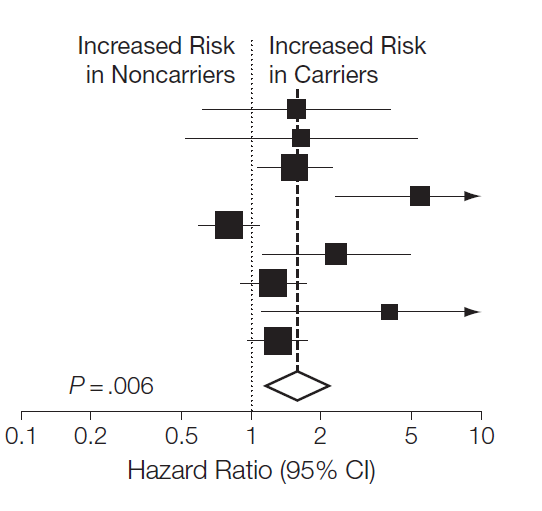 Increased Risk
in Noncarriers
Increased Risk
in Carriers
P=.006
0.1 0.2 0.5 1 2 5 10
Hazard Ratio (95% CI)